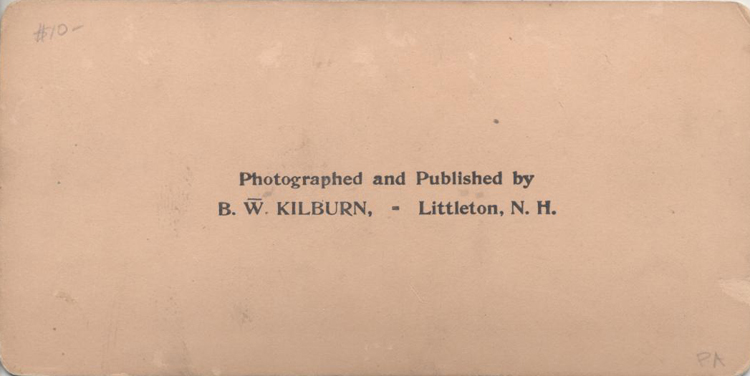 #10-
Photographed and Published by
B. W. KILBURN, - Littleton, N. H.
PA